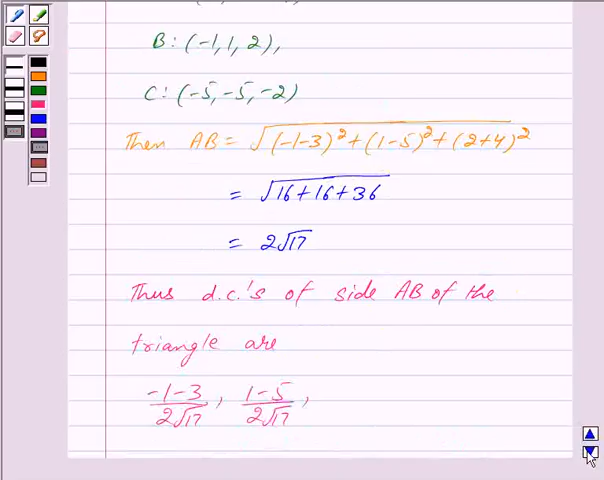 B: (-1, 1, 2),
C: (-5, -5, -2)
Then AB = √(-1-3)² + (1-5)² + (2+4)²
= √16+16+36
= 2√17
Thus d.c.'s of side AB of the
triangle are
-1-3/2√17, 1-5/2√17,